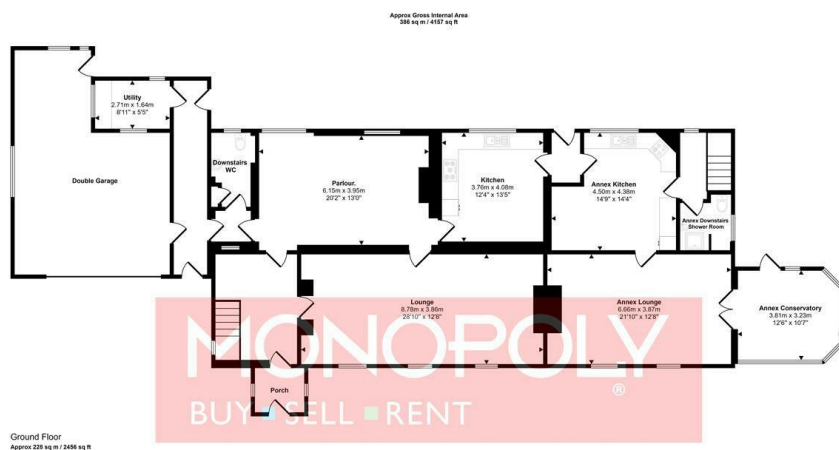 Approx Gross Internal Area
386 sq m / 4157 sq ft
Utility
2.71m x 1.64m
8'11" x 5'5"
Double Garage
Downstairs
WC
Parlour.
6.15m x 3.95m
20'2" x 13'0"
Kitchen
3.76m x 4.08m
12'4" x 13'5"
Annex Kitchen
4.50m x 4.38m
14'9" x 14'4"
Annex Downstairs
Shower Room
Lounge
8.78m x 3.86m
28'10" x 12'8"
Annex Lounge
6.66m x 3.87m
21'10" x 12'8"
Annex Conservatory
3.81m x 3.23m
12'6" x 10'7"
Porch
MONOPOLY
®
BUY SELL RENT
Ground Floor
Approx 228 sq m / 2456 sq ft